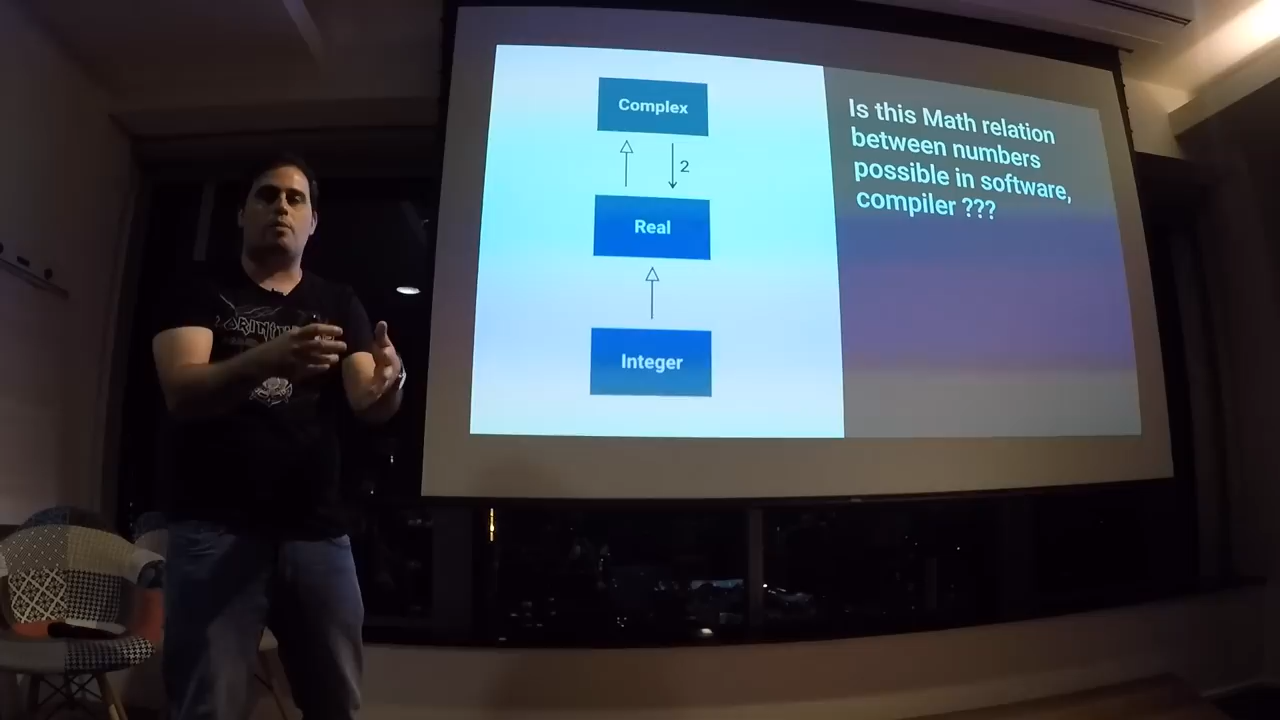 Complex
2
Real
Integer
Is this Math relation
between numbers
possible in software,
compiler ???